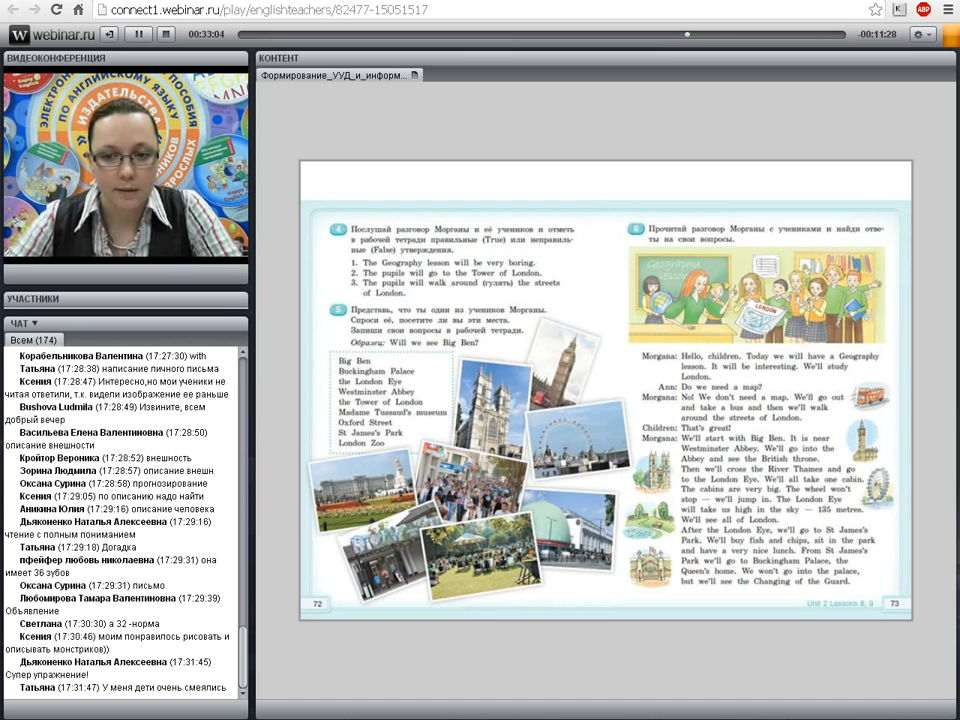 connect1.webinar.ru/play/englishteachers/82477-15051517
webinar.ru
00:33:04
-00:11:28
ВИДЕОКОНФЕРЕНЦИЯ
ЭЛЕКТРОН
ПО АНГЛИЙСКОМУ ЯЗЫКУ
ПОСОБИЯ
ИЗДАТЕЛЬСТВА
УЧАСТНИКИ
ЧАТ
Всем (174)
Корабельникова Валентина (17:27:30) with
Татьяна (17:28:38) написание личного письма
Ксения (17:28:47) Интересно,но мои ученики не
читая ответили, т.к. видели изображение ее раньше
Bushova Ludmila (17:28:49) Извините, всем
добрый вечер
Васильева Елена Валентиновна (17:28:50)
описание внешности
Кройтор Вероника (17:28:52) внешность
Зорина Людмила (17:28:57) описание внешн
Оксана Сурина (17:28:58) прогнозирование
Ксения (17:29:05) по описанию надо найти
Аникина Юлия (17:29:16) описание человека
Дьяконенко Наталья Алексеевна (17:29:16)
чтение с полным пониманием
Татьяна (17:29:18) Догадка
пфейфер любовь николаевна (17:29:31) она
имеет 36 зубов
Оксана Сурина (17:29:31) письмо
Любомирова Тамара Валентиновна (17:29:39)
Объявление
Светлана (17:30:30) а 32 -норма
Ксения (17:30:46) моим понравилось рисовать и
описывать монстриков))
Дьяконенко Наталья Алексеевна (17:31:45)
Супер упражнение!
Татьяна (17:31:47) У меня дети очень смеялись
КОНТЕНТ
Формирование_УУД_и_информ...
4 Послушай разговор Морганы и её учеников и отметь
в рабочей тетради правильные (True) или неправиль-
ные (False) утверждения.
1. The Geography lesson will be very boring.
2. The pupils will go to the Tower of London.
3. The pupils will walk around (гулять) the streets
of London.
5 Представь, что ты один из учеников Морганы.
Спроси её, посетите ли вы эти места.
Запиши свои вопросы в рабочей тетради.
Образец: Will we see Big Ben?
Big Ben
Buckingham Palace
the London Eye
Westminster Abbey
the Tower of London
Madame Tussaud's museum
Oxford Street
St James's Park
London Zoo
72
6 Прочитай разговор Морганы с учениками и найди отве-
ты на свои вопросы.
Geography
lesson
LONDON
Morgana: Hello, children. Today we will have a Geography
lesson. It will be interesting. We'll study
London.
Ann: Do we need a map?
Morgana: No! We don't need a map. We'll go out
and take a bus and then we'll walk
around the streets of London.
Children: That's great!
Morgana: We'll start with Big Ben. It is near
Westminster Abbey. We'll go into the
Abbey and see the British throne.
Then we'll cross the River Thames and go
to the London Eye. We'll all take one cabin.
The cabins are very big. The wheel won't
stop — we'll jump in. The London Eye
will take us high in the sky — 135 metres.
We'll see all of London.
After the London Eye, we'll go to St James's
Park. We'll buy fish and chips, sit in the park
and have a very nice lunch. From St James's
Park we'll go to Buckingham Palace, the
Queen's home. We won't go into the palace,
but we'll see the Changing of the Guard.
Unit 2 Lessons 8, 9
73